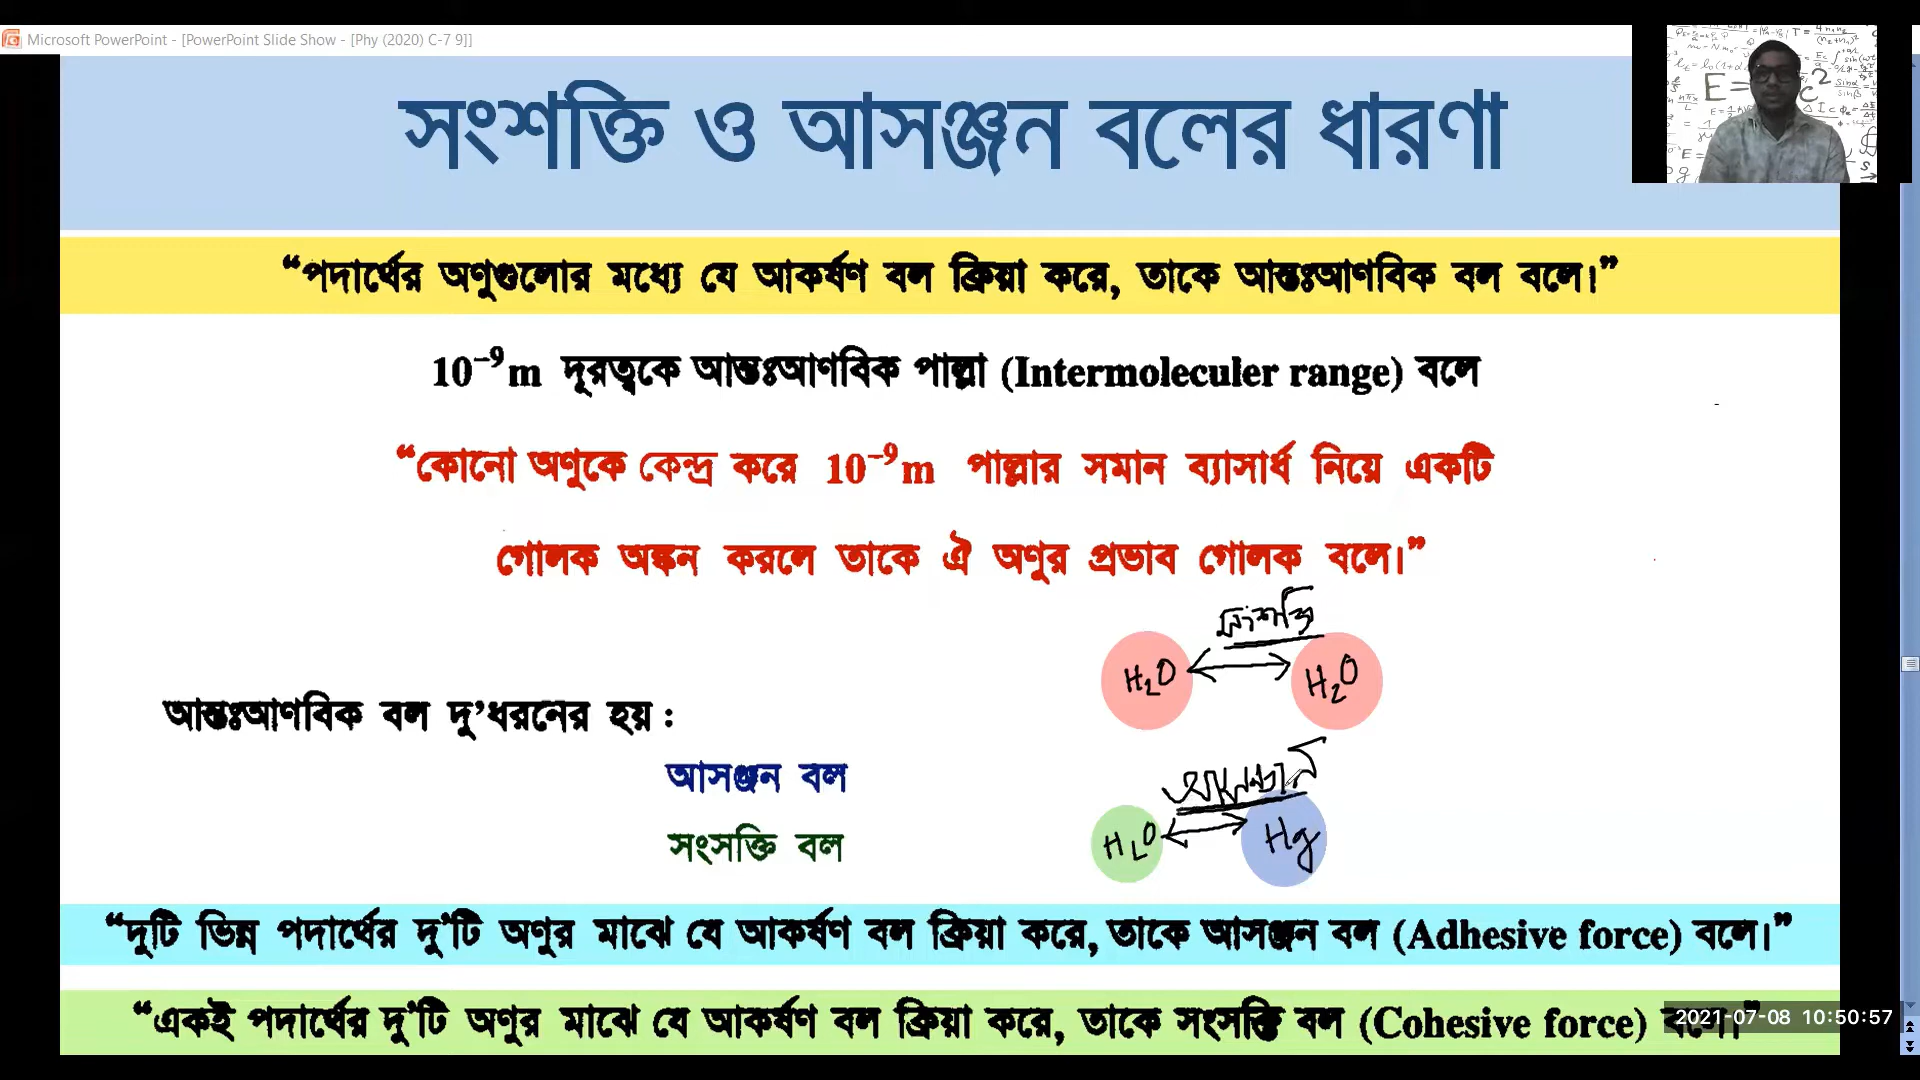 Microsoft PowerPoint - [PowerPoint Slide Show - [Phy (2020) C-7 9]]
সংশক্তি ও আসঞ্জন বলের ধারণা
“পদার্থের অণুগুলোর মধ্যে যে আকর্ষণ বল ক্রিয়া করে, তাকে আন্তঃআণবিক বল বলে।”
10⁻⁹m দূরত্বকে আন্তঃআণবিক পাল্লা (Intermoleculer range) বলে
“কোনো অণুকে কেন্দ্র করে 10⁻⁹m পাল্লার সমান ব্যাসার্ধ নিয়ে একটি
গোলক অঙ্কন করলে তাকে ঐ অণুর প্রভাব গোলক বলে।”
সংশক্তি
H₂O H₂O
আন্তঃআণবিক বল দু’ধরনের হয় :
আসঞ্জন বল
সংসক্তি বল
H₂O Hg
“দুটি ভিন্ন পদার্থের দু’টি অণুর মাঝে যে আকর্ষণ বল ক্রিয়া করে, তাকে আসঞ্জন বল (Adhesive force) বলে।”
“একই পদার্থের দু’টি অণুর মাঝে যে আকর্ষণ বল ক্রিয়া করে, তাকে সংসক্তি বল (Cohesive force) বলে।”
2021-07-08 10:50:57